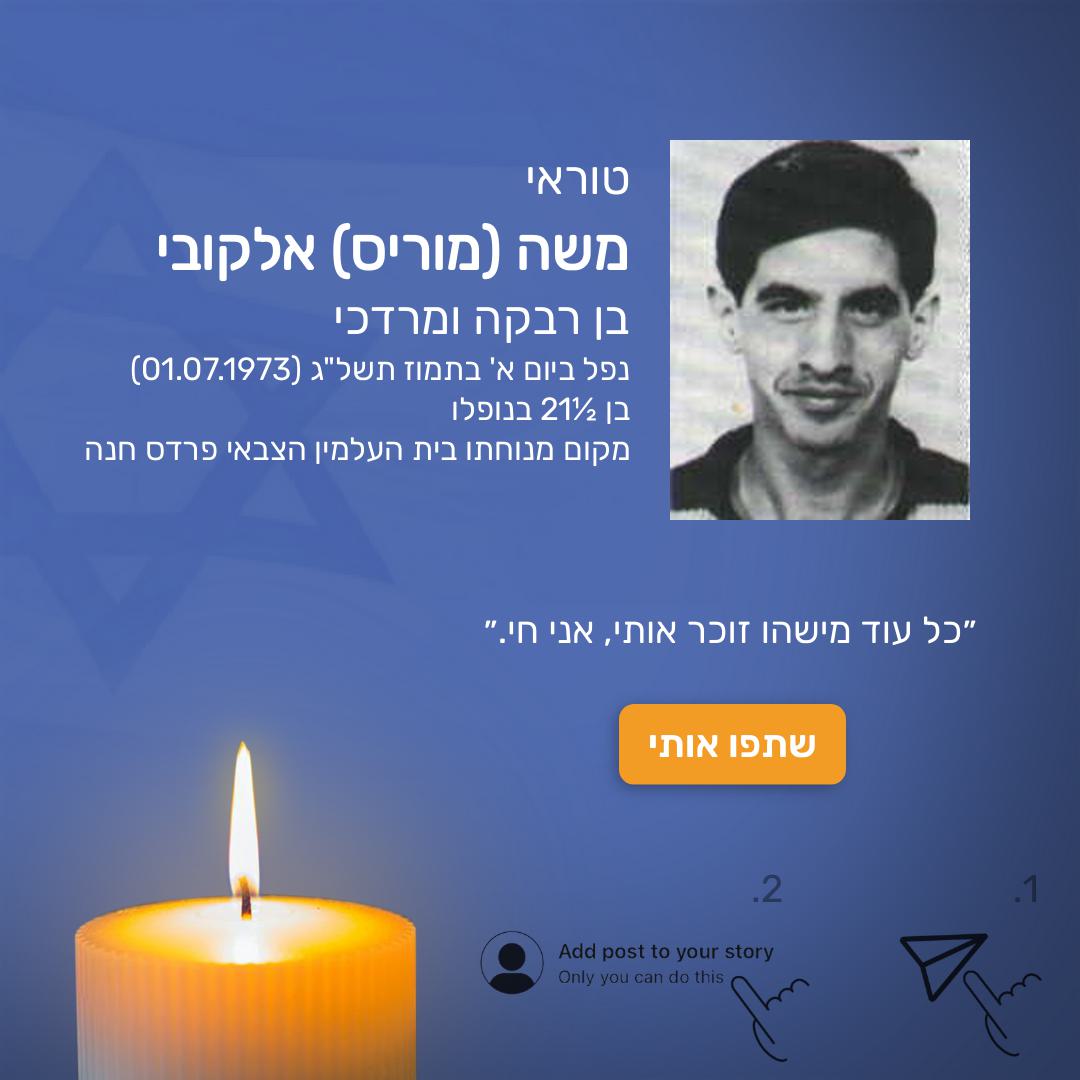 טוראי
משה (מוריס) אלקובי
בן רבקה ומרדכי
נפל ביום א' בתמוז תשל"ג (01.07.1973)
בן 21½ בנופלו
מקום מנוחתו בית העלמין הצבאי פרדס חנה
״כל עוד מישהו זוכר אותי, אני חי.״
שתפו אותי
.1
.2
Add post to your story
Only you can do this